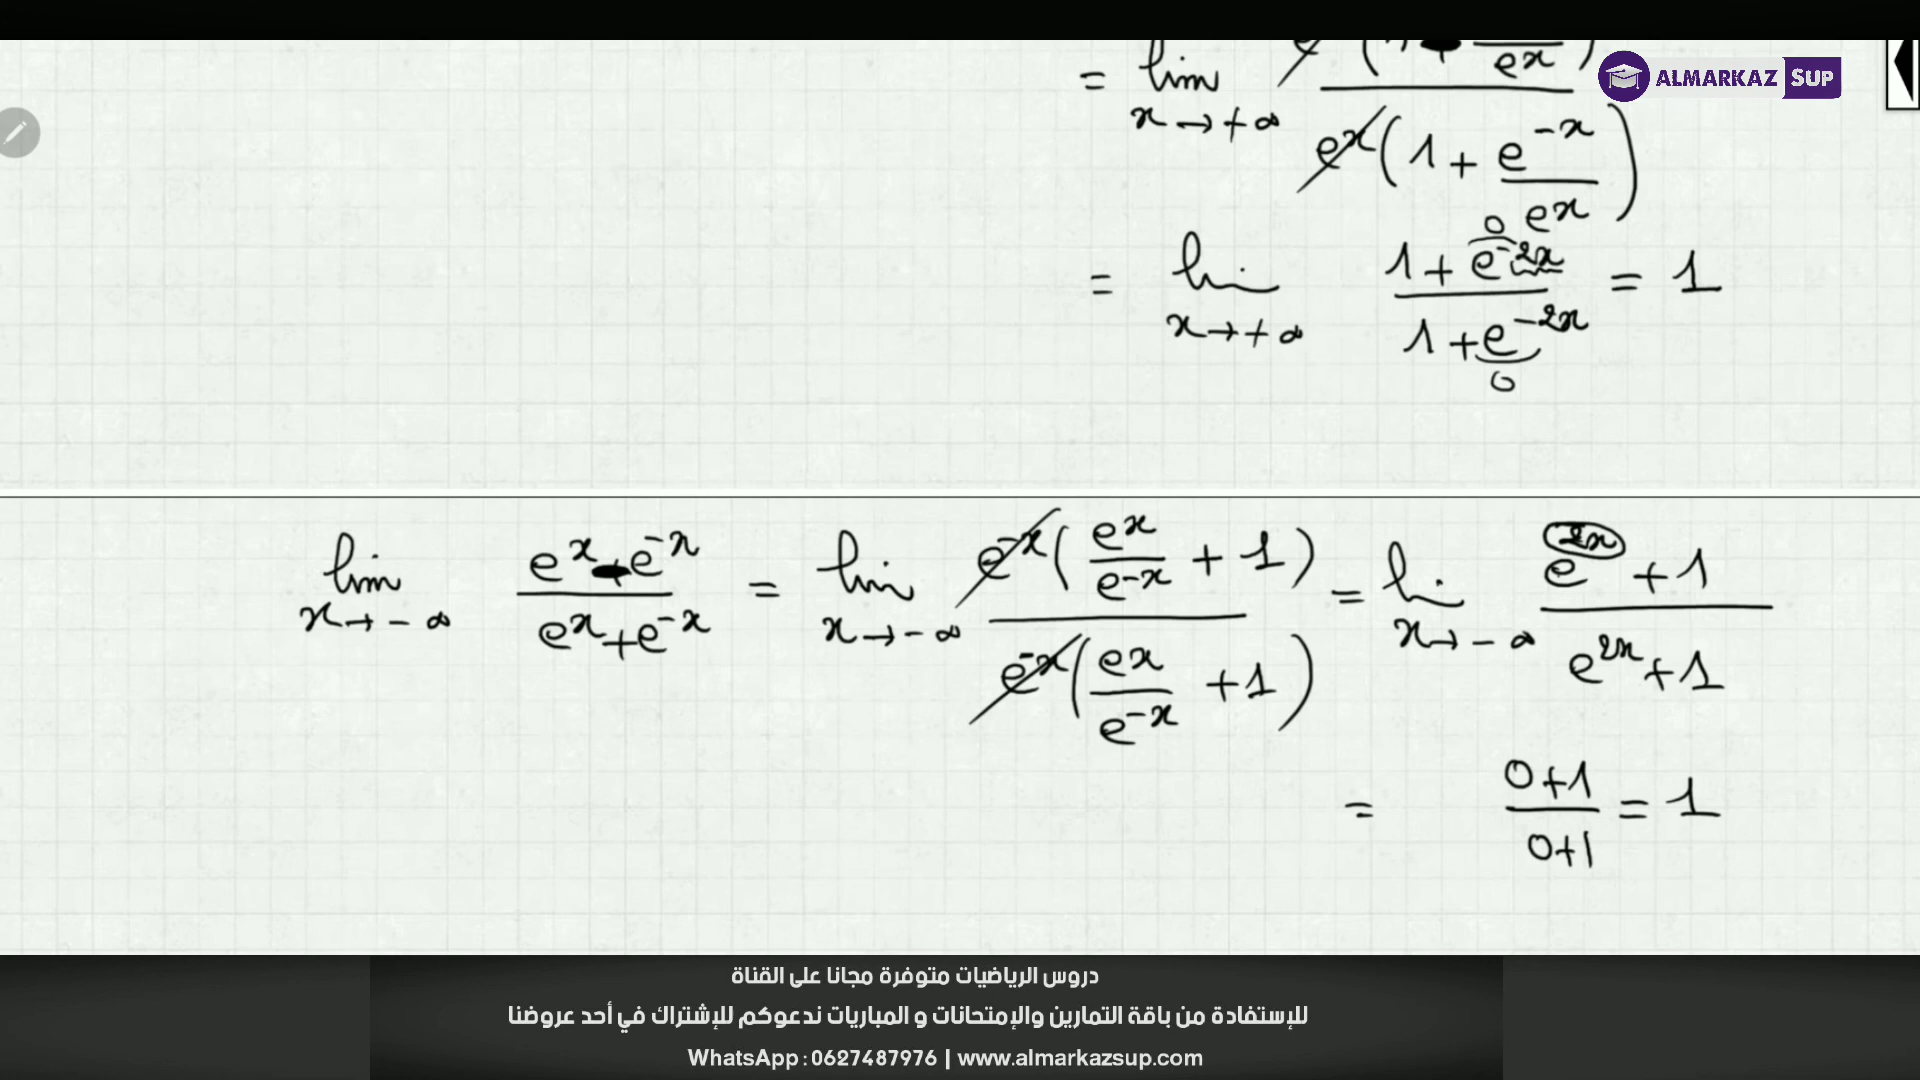 ALMARKAZ SUP
= lim x→+∞ e^x (1 + /e^x) / e^x (1 + e^-x/e^x)
= lim x→+∞ (1 + e^-2x) / (1 + e^-2x) = 1
0
0
lim x→-∞ (e^x + e^-x) / (e^x + e^-x) = lim x→-∞ e^-x (e^x/e^-x + 1) / e^-x (e^x/e^-x + 1) = lim x→-∞ (e^2x + 1) / (e^2x + 1)
= (0+1) / (0+1) = 1
دروس الرياضيات متوفرة مجانا على القناة
للإستفادة من باقة التمارين والإمتحانات و المباريات ندعوكم للإشتراك في أحد عروضنا
WhatsApp : 0627487976 | www.almarkazsup.com